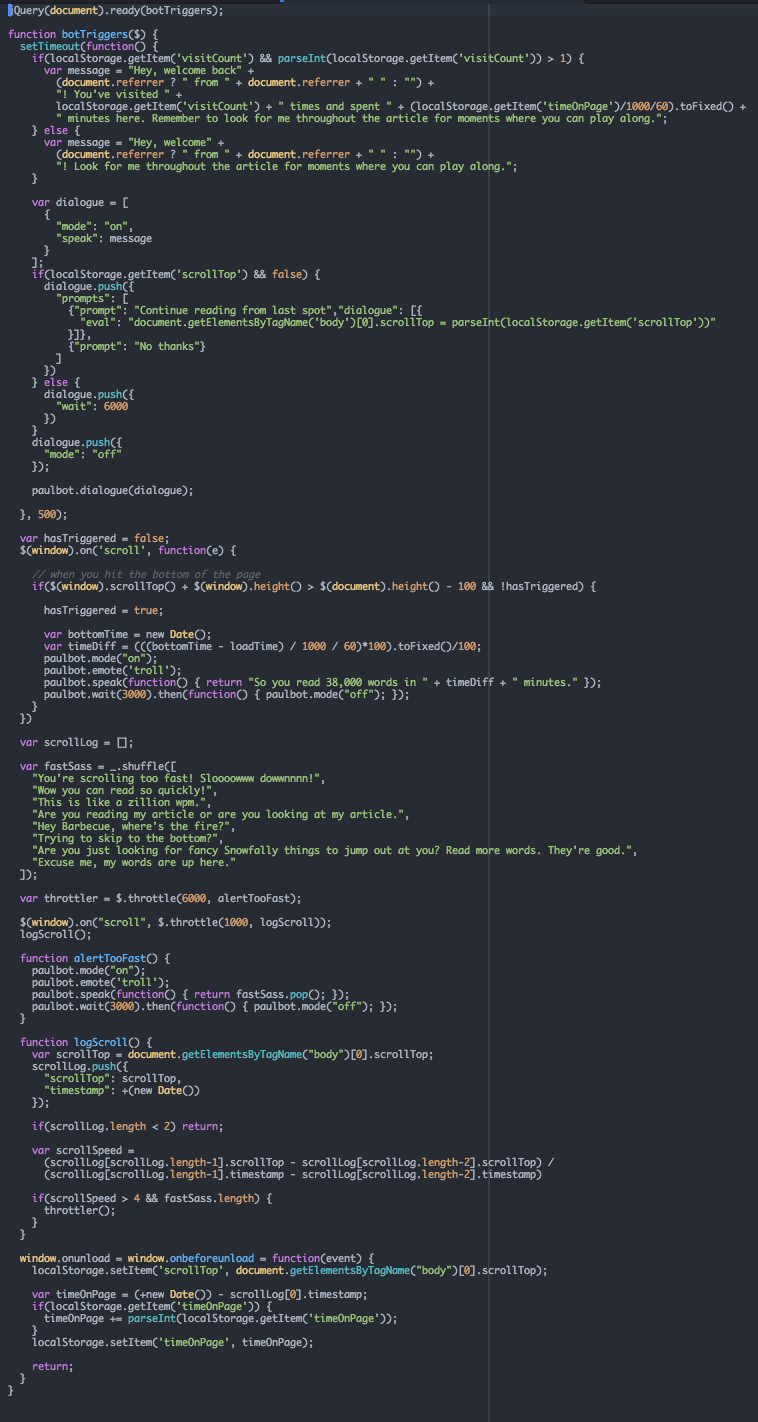 jQuery(document).ready(botTriggers);

function botTriggers($) {
  setTimeout(function() {
    if(localStorage.getItem('visitCount') && parseInt(localStorage.getItem('visitCount')) > 1) {
      var message = "Hey, welcome back" +
        (document.referrer ? " from " + document.referrer + " " : "") +
        "! You've visited " +
        localStorage.getItem('visitCount') + " times and spent " + (localStorage.getItem('timeOnPage')/1000/60).toFixed() +
        " minutes here. Remember to look for me throughout the article for moments where you can play along.";
    } else {
      var message = "Hey, welcome" +
        (document.referrer ? " from " + document.referrer + " " : "") +
        "! Look for me throughout the article for moments where you can play along.";
    }

    var dialogue = [
      {
        "mode": "on",
        "speak": message
      }
    ];
    if(localStorage.getItem('scrollTop') && false) {
      dialogue.push({
        "prompts": [
          {"prompt": "Continue reading from last spot","dialogue": [{
            "eval": "document.getElementsByTagName('body')[0].scrollTop = parseInt(localStorage.getItem('scrollTop'))"
          }]},
          {"prompt": "No thanks"}
        ]
      })
    } else {
      dialogue.push({
        "wait": 6000
      })
    }
    dialogue.push({
      "mode": "off"
    });

    paulbot.dialogue(dialogue);

  }, 500);

  var hasTriggered = false;
  $(window).on('scroll', function(e) {

    // when you hit the bottom of the page
    if($(window).scrollTop() + $(window).height() > $(document).height() - 100 && !hasTriggered) {

      hasTriggered = true;

      var bottomTime = new Date();
      var timeDiff = (((bottomTime - loadTime) / 1000 / 60)*100).toFixed()/100;
      paulbot.mode("on");
      paulbot.emote('troll');
      paulbot.speak(function() { return "So you read 38,000 words in " + timeDiff + " minutes." });
      paulbot.wait(3000).then(function() { paulbot.mode("off"); });
    }
  })

  var scrollLog = [];

  var fastSass = _.shuffle([
    "You're scrolling too fast! Sloooowww dowwnnnn!",
    "Wow you can read so quickly!",
    "This is like a zillion wpm.",
    "Are you reading my article or are you looking at my article.",
    "Hey Barbecue, where's the fire?",
    "Trying to skip to the bottom?",
    "Are you just looking for fancy Snowfally things to jump out at you? Read more words. They're good.",
    "Excuse me, my words are up here."
  ]);

  var throttler = $.throttle(6000, alertTooFast);

  $(window).on("scroll", $.throttle(1000, logScroll));
  logScroll();

  function alertTooFast() {
    paulbot.mode("on");
    paulbot.emote('troll');
    paulbot.speak(function() { return fastSass.pop(); });
    paulbot.wait(3000).then(function() { paulbot.mode("off"); });
  }

  function logScroll() {
    var scrollTop = document.getElementsByTagName("body")[0].scrollTop;
    scrollLog.push({
      "scrollTop": scrollTop,
      "timestamp": +(new Date())
    });

    if(scrollLog.length < 2) return;

    var scrollSpeed =
      (scrollLog[scrollLog.length-1].scrollTop - scrollLog[scrollLog.length-2].scrollTop) /
      (scrollLog[scrollLog.length-1].timestamp - scrollLog[scrollLog.length-2].timestamp)

    if(scrollSpeed > 4 && fastSass.length) {
      throttler();
    }
  }

  window.onunload = window.onbeforeunload = function(event) {
    localStorage.setItem('scrollTop', document.getElementsByTagName("body")[0].scrollTop);

    var timeOnPage = (+new Date()) - scrollLog[0].timestamp;
    if(localStorage.getItem('timeOnPage')) {
      timeOnPage += parseInt(localStorage.getItem('timeOnPage'));
    }
    localStorage.setItem('timeOnPage', timeOnPage);

    return;
  }
}